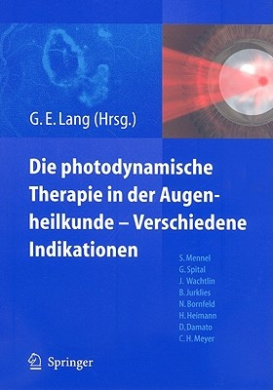 G. E. Lang (Hrsg.)
Die photodynamische
Therapie in der Augen-
heilkunde – Verschiedene
Indikationen
S. Mennel
G. Spital
J. Wachtlin
B. Jurklies
N. Bornfeld
H. Heimann
D. Damato
C. H. Meyer
Springer